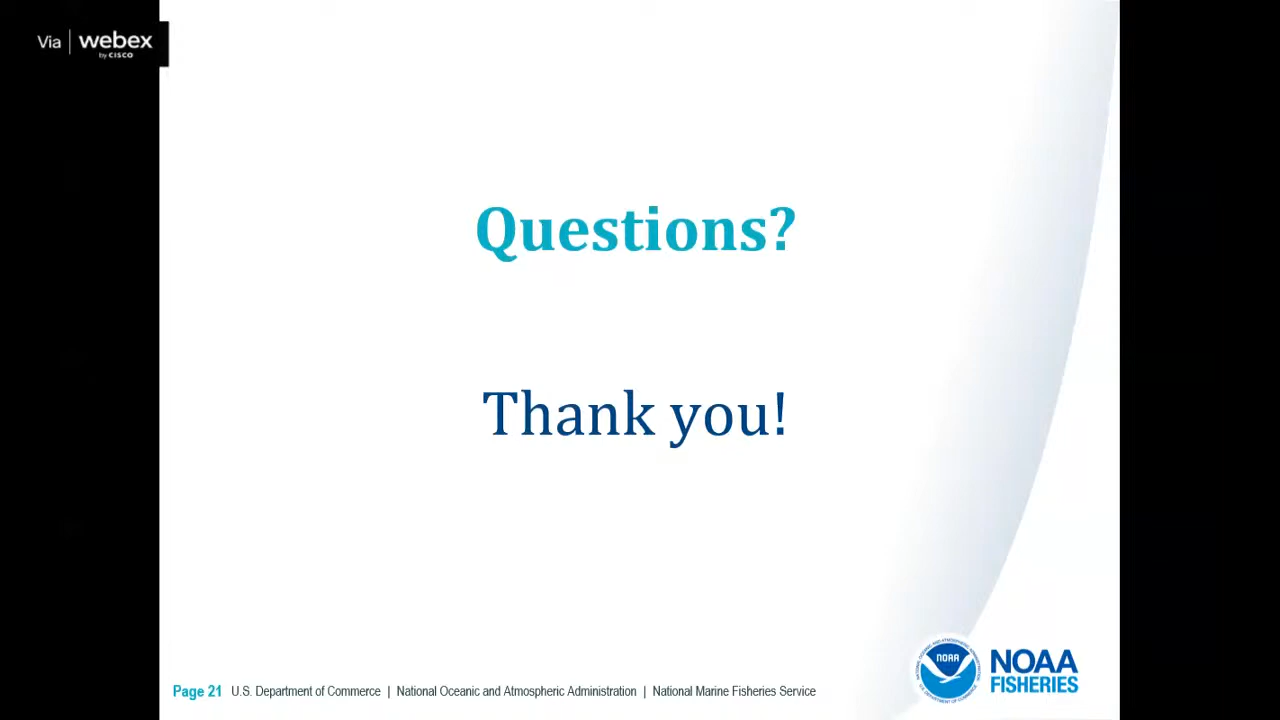 Via | webex
by CISCO
Questions?
Thank you!
NOAA
NOAA
FISHERIES
Page 21 U.S. Department of Commerce | National Oceanic and Atmospheric Administration | National Marine Fisheries Service